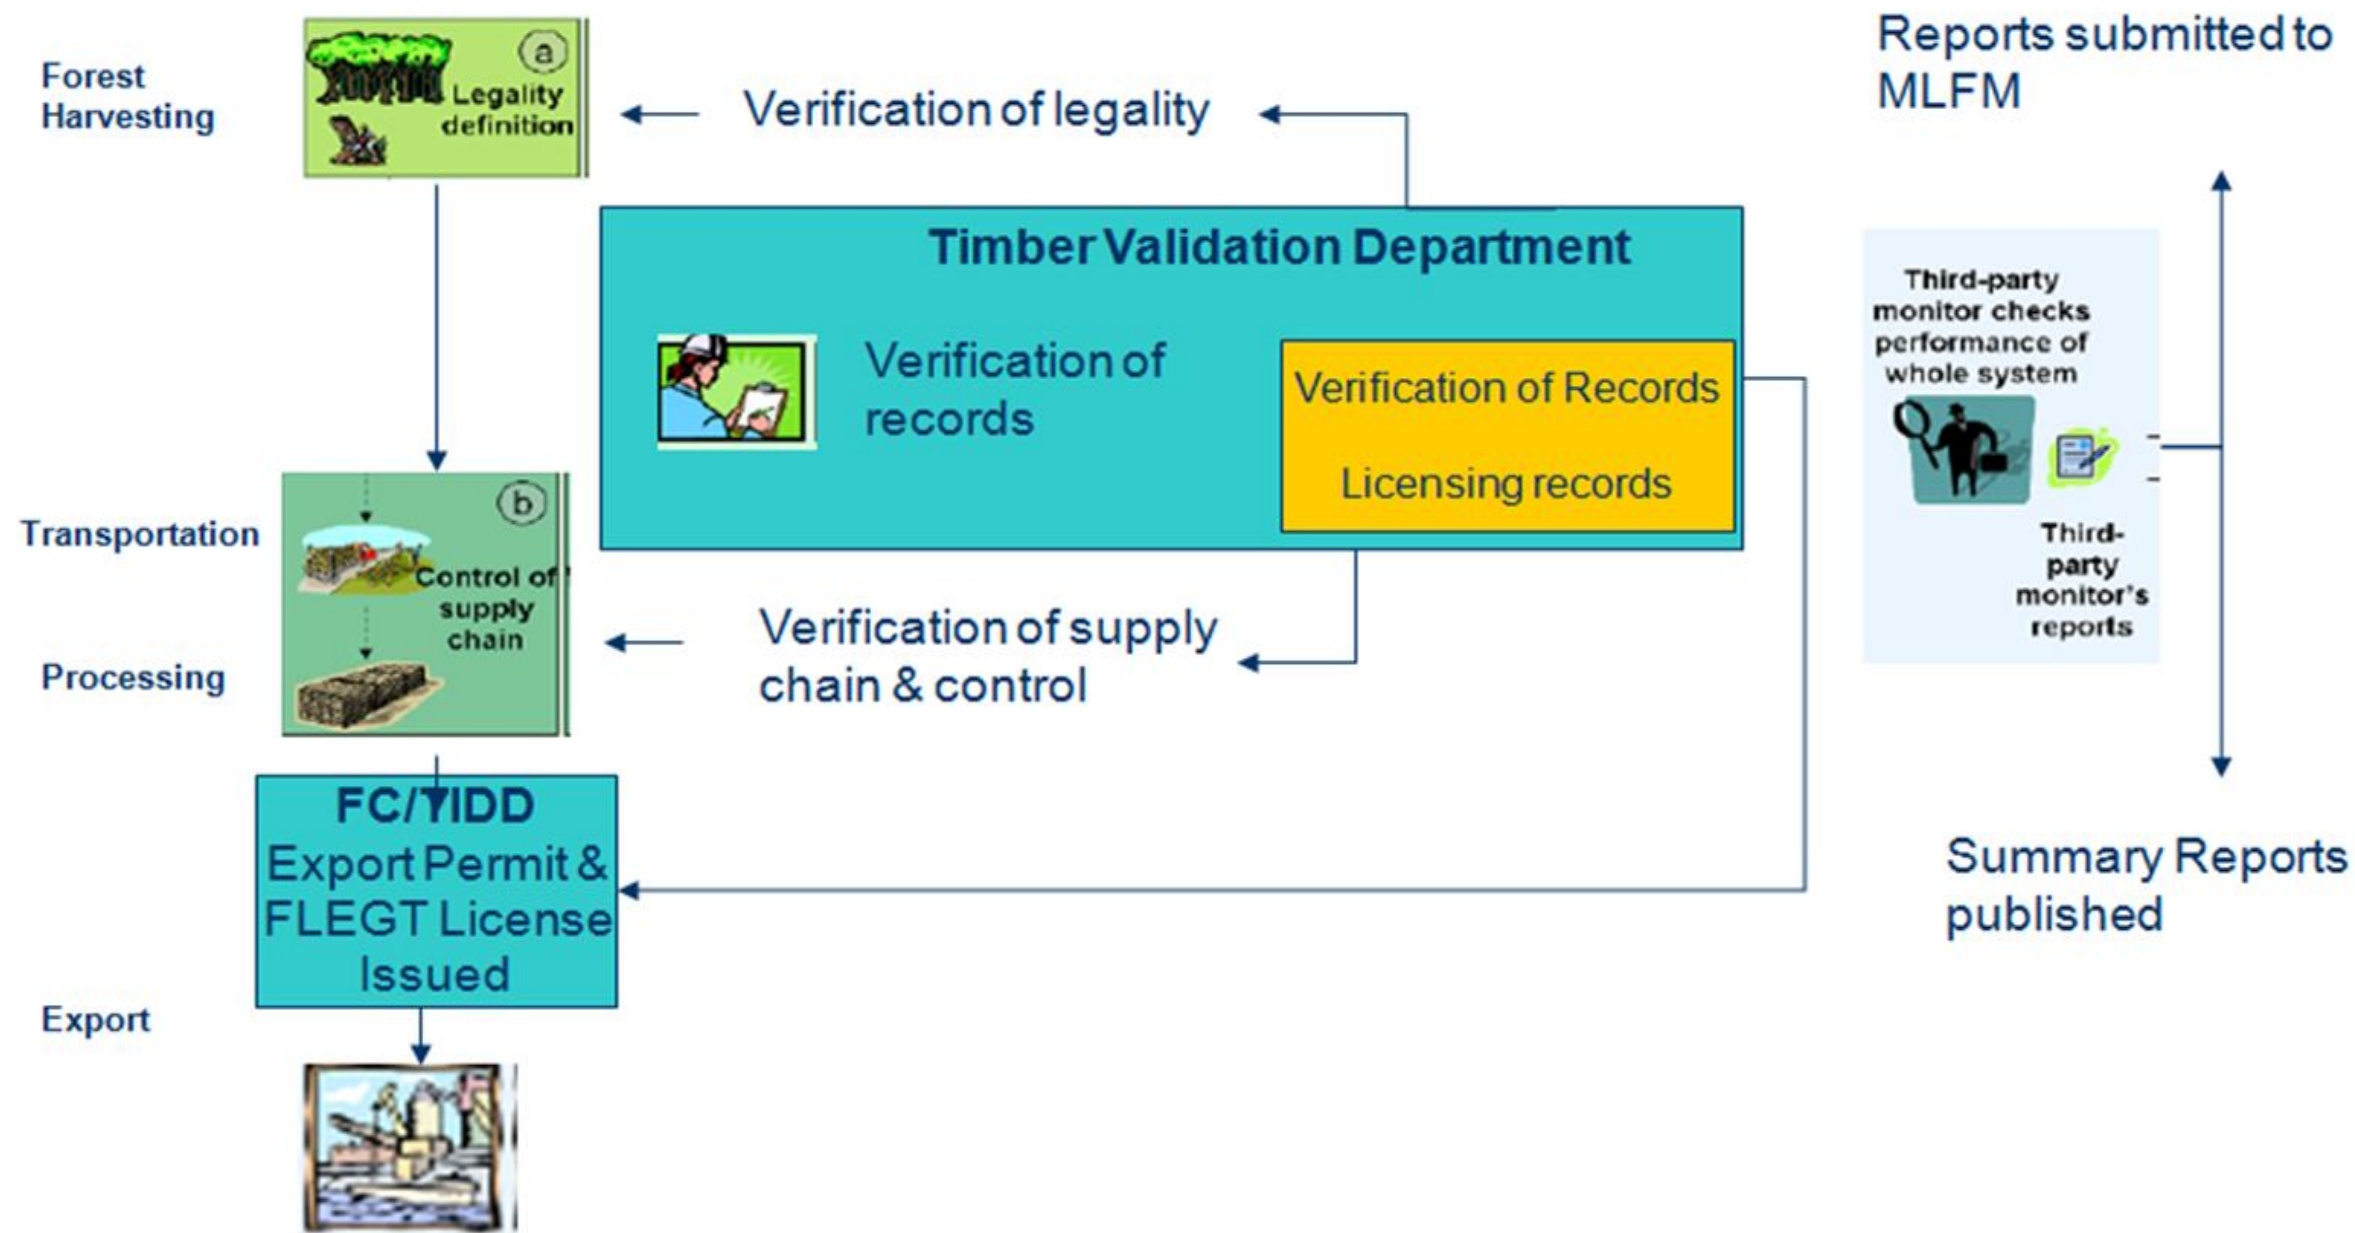 Forest
Harvesting
a
Legality
definition
Verification of legality
Reports submitted to
MLFM
Timber Validation Department
Verification of
records
Verification of Records
Licensing records
Third-party
monitor checks
performance of
whole system
Third-
party
monitor's
reports
Transportation
b
Control of
supply
chain
Processing
Verification of supply
chain & control
FC/TIDD
Export Permit &
FLEGT License
Issued
Summary Reports
published
Export